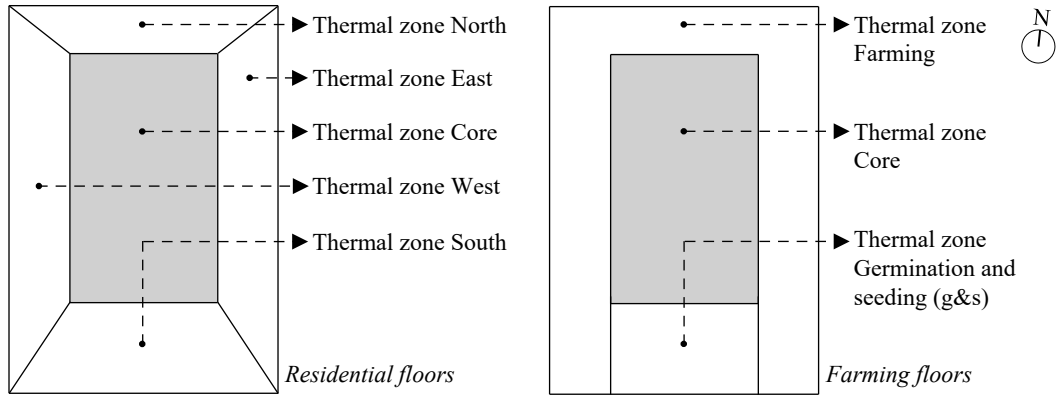 Thermal zone North
Thermal zone East
Thermal zone Core
Thermal zone West
Thermal zone South
Residential floors
Thermal zone
Farming
Thermal zone
Core
Thermal zone
Germination and
seeding (g&s)
Farming floors
N